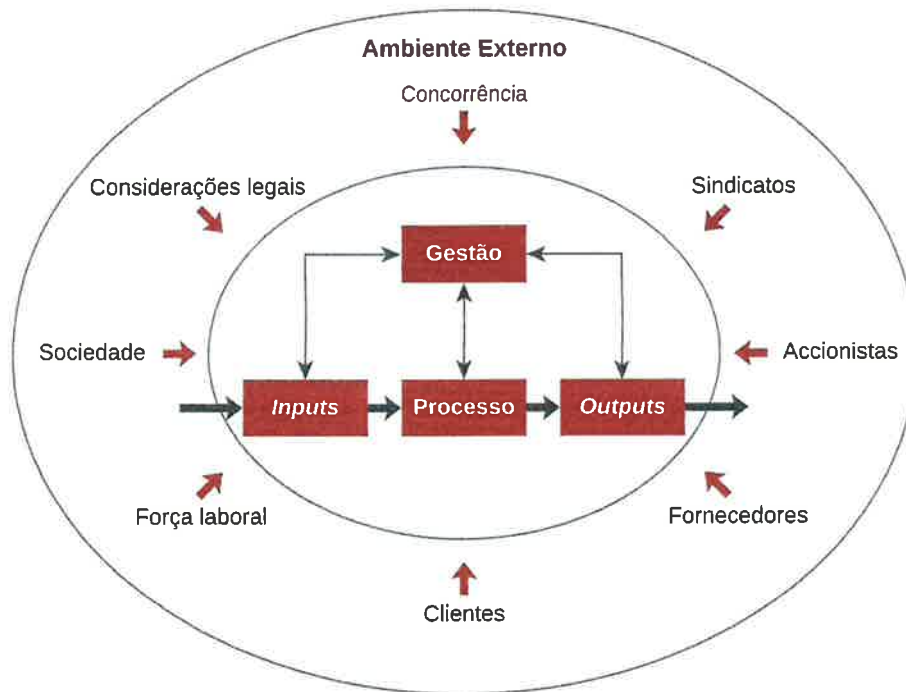 Ambiente Externo
Concorrência
Considerações legais
Sindicatos
Gestão
Sociedade
Accionistas
Inputs
Processo
Outputs
Força laboral
Fornecedores
Clientes